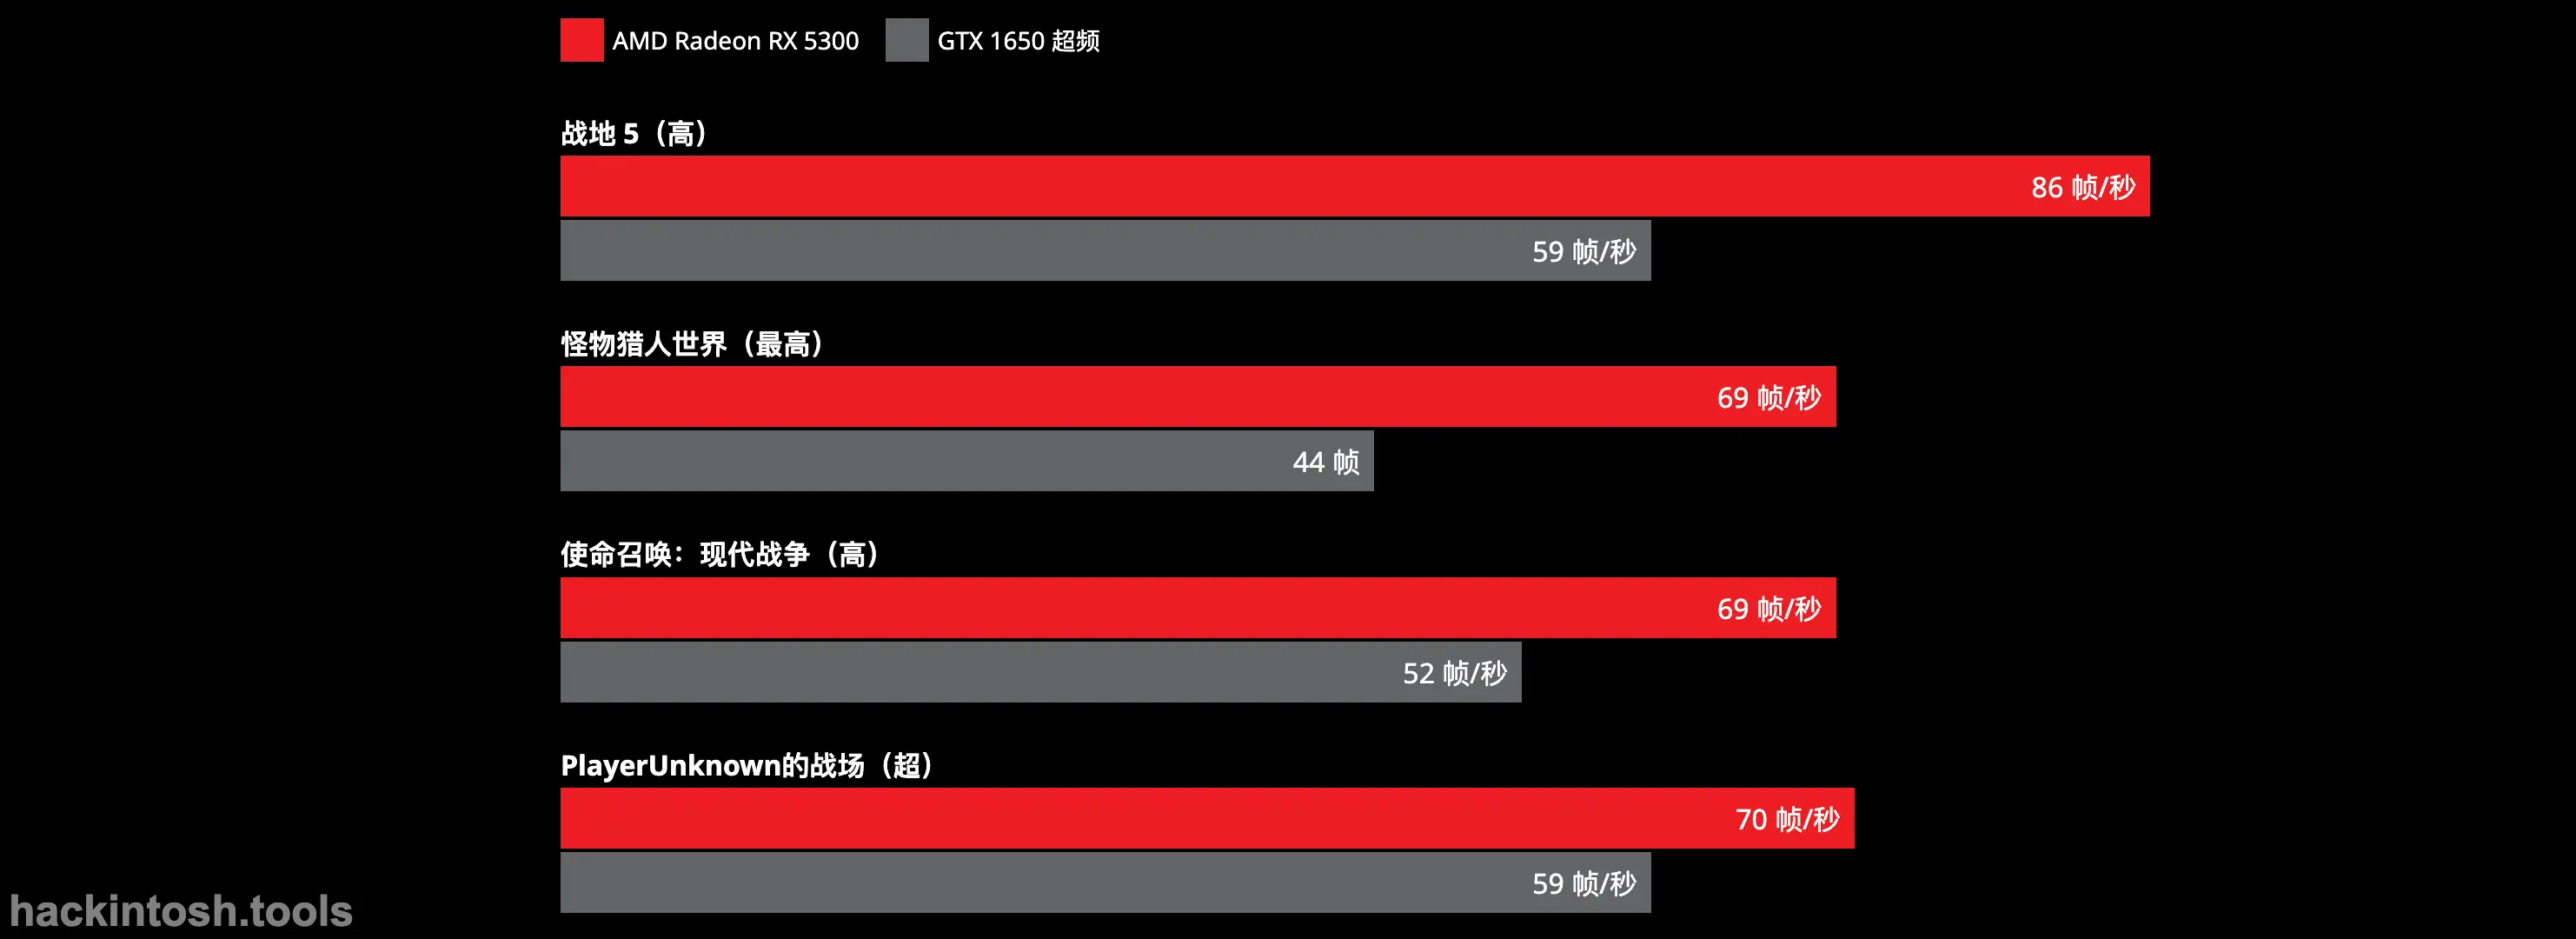 AMD Radeon RX 5300 GTX 1650 超频
战地 5（高）
86 帧/秒
59 帧/秒
怪物猎人世界（最高）
69 帧/秒
44 帧
使命召唤：现代战争（高）
69 帧/秒
52 帧/秒
PlayerUnknown的战场（超）
70 帧/秒
59 帧/秒
hackintosh.tools